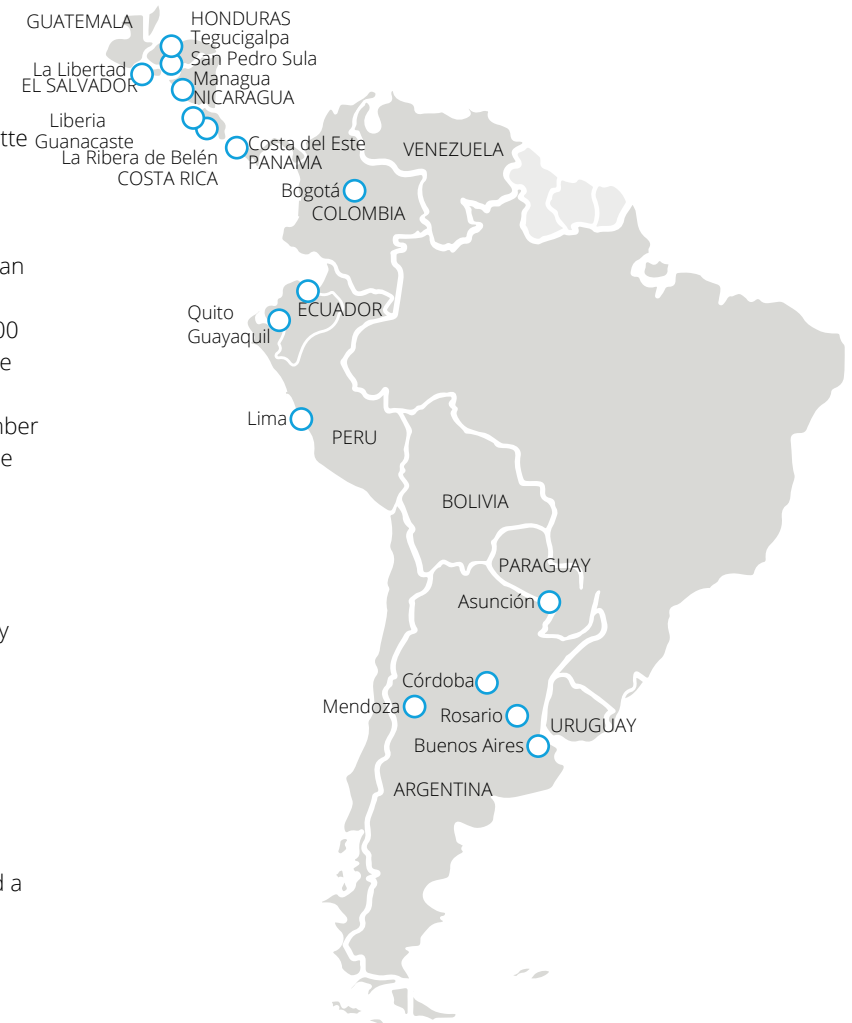 GUATEMALA
HONDURAS
Tegucigalpa
San Pedro Sula
La Libertad
EL SALVADOR
Managua
NICARAGUA
Liberia
Guanacaste
La Ribera de Belén
COSTA RICA
Costa del Este
PANAMA
VENEZUELA
Bogotá
COLOMBIA
Quito
Guayaquil
ECUADOR
Lima
PERU
BOLIVIA
PARAGUAY
Asunción
Córdoba
Mendoza
Rosario
URUGUAY
Buenos Aires
ARGENTINA